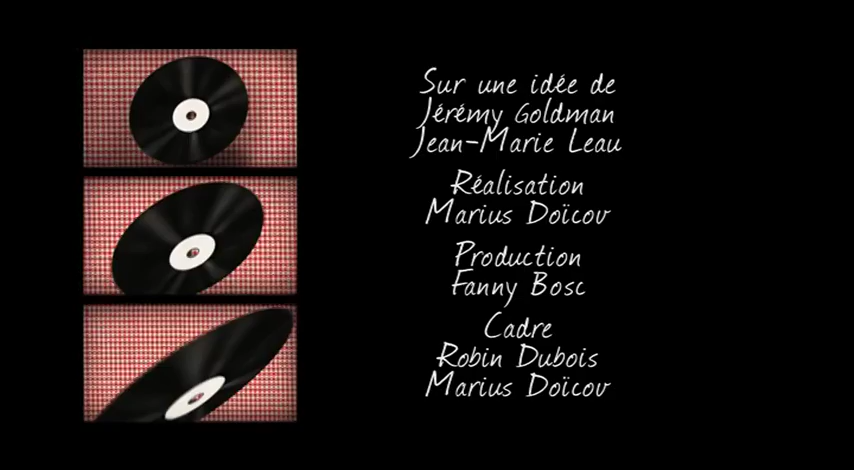 Sur une idée de
Jérémy Goldman
Jean-Marie Leau
Réalisation
Marius Doïcov
Production
Fanny Bosc
Cadre
Robin Dubois
Marius Doïcov